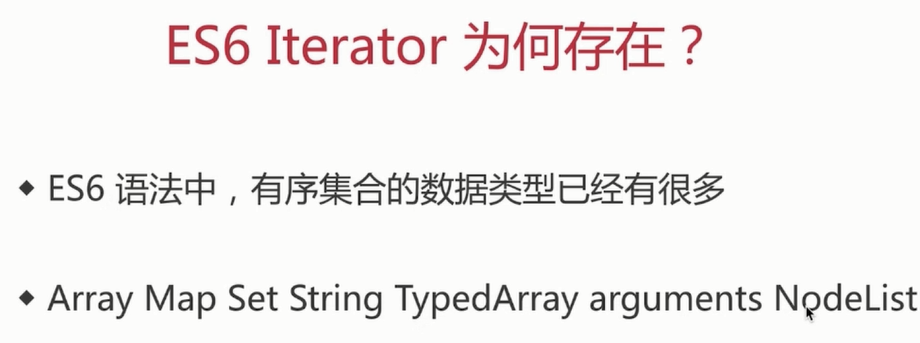 ES6 Iterator 为何存在？
◆ ES6 语法中，有序集合的数据类型已经有很多
◆ Array Map Set String TypedArray arguments NodeList